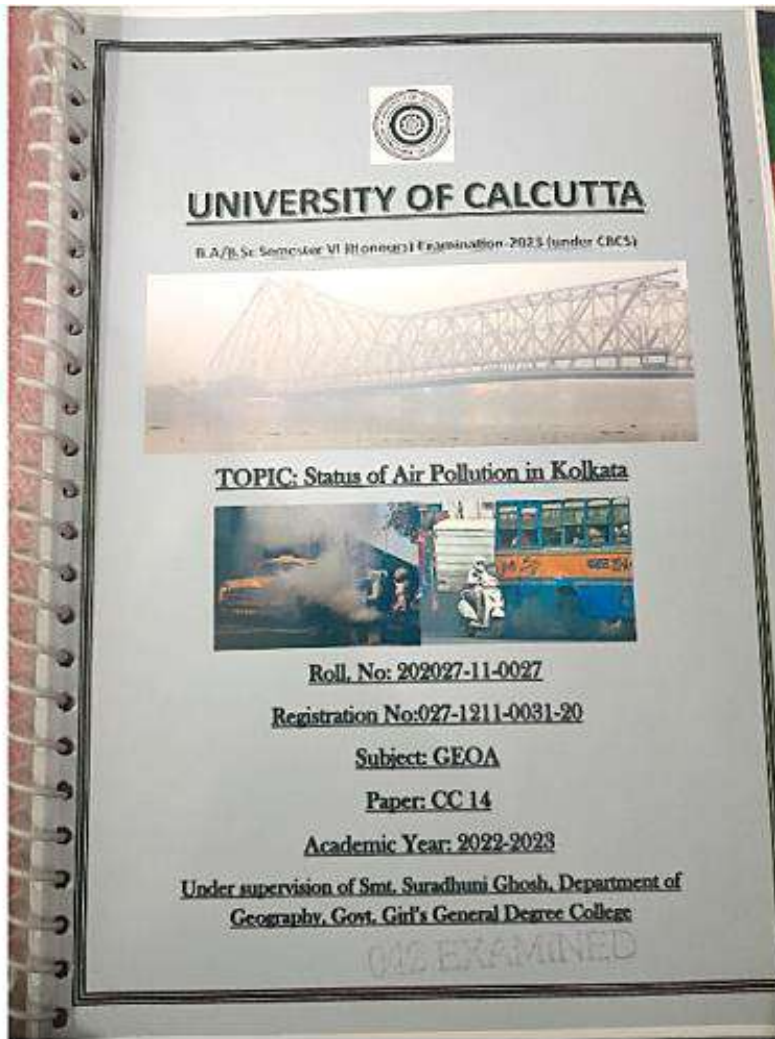 UNIVERSITY OF CALCUTTA
B.A/B.Sc Semester VI (Honours) Examination-2023 (under CBCS)
TOPIC: Status of Air Pollution in Kolkata
Roll. No: 202027-11-0027
Registration No:027-1211-0031-20
Subject: GEOA
Paper: CC 14
Academic Year: 2022-2023
Under supervision of Smt. Suradhuni Ghosh, Department of
Geography, Govt. Girl's General Degree College
042 EXAMINED